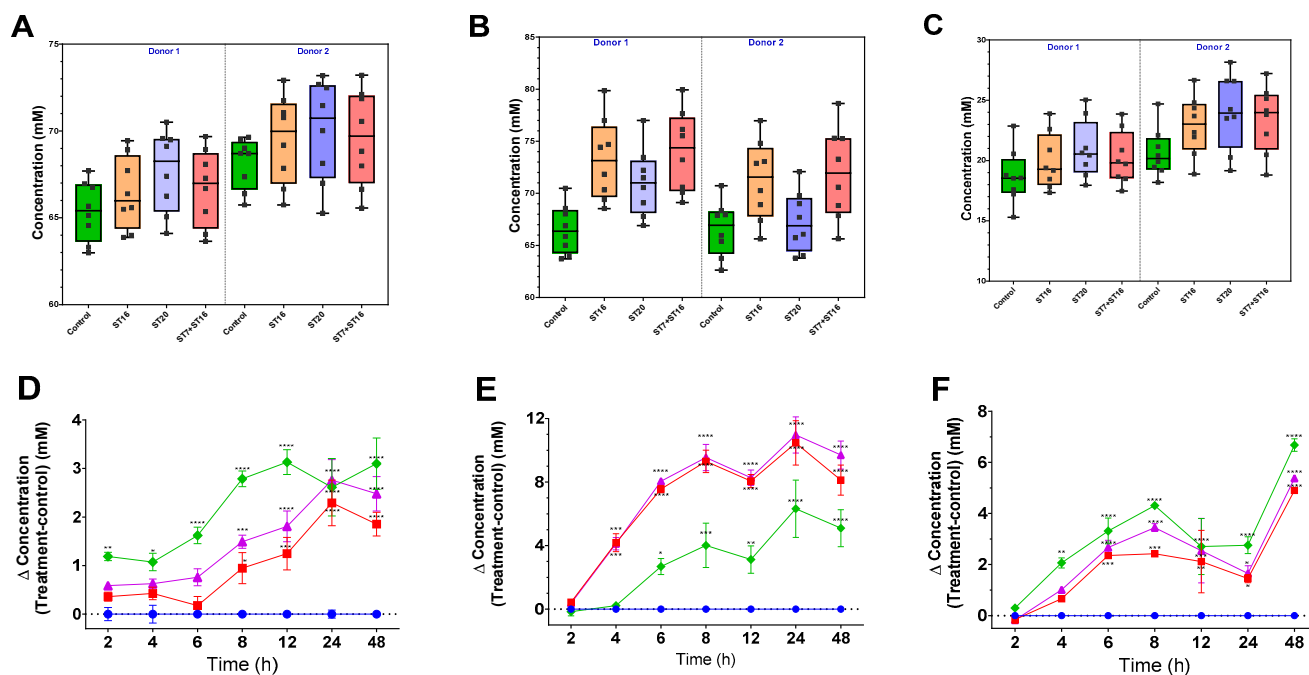 A
Donor 1
Donor 2
Concentration (mM)
75
70
65
60
Control
ST16
ST20
ST7+ST16
Control
ST16
ST20
ST7+ST16
B
Donor 1
Donor 2
Concentration (mM)
85
80
75
70
65
60
Control
ST16
ST20
ST7+ST16
Control
ST16
ST20
ST7+ST16
C
Donor 1
Donor 2
Concentration (mM)
30
25
20
15
10
Control
ST16
ST20
ST7+ST16
Control
ST16
ST20
ST7+ST16
D
Δ Concentration
(Treatment-control) (mM)
4
3
2
1
0
2 4 6 8 12 24 48
Time (h)
E
Δ Concentration
(Treatment-control) (mM)
12
8
4
0
2 4 6 8 12 24 48
Time (h)
F
Δ Concentration
(Treatment-control) (mM)
8
6
4
2
0
2 4 6 8 12 24 48
Time (h)